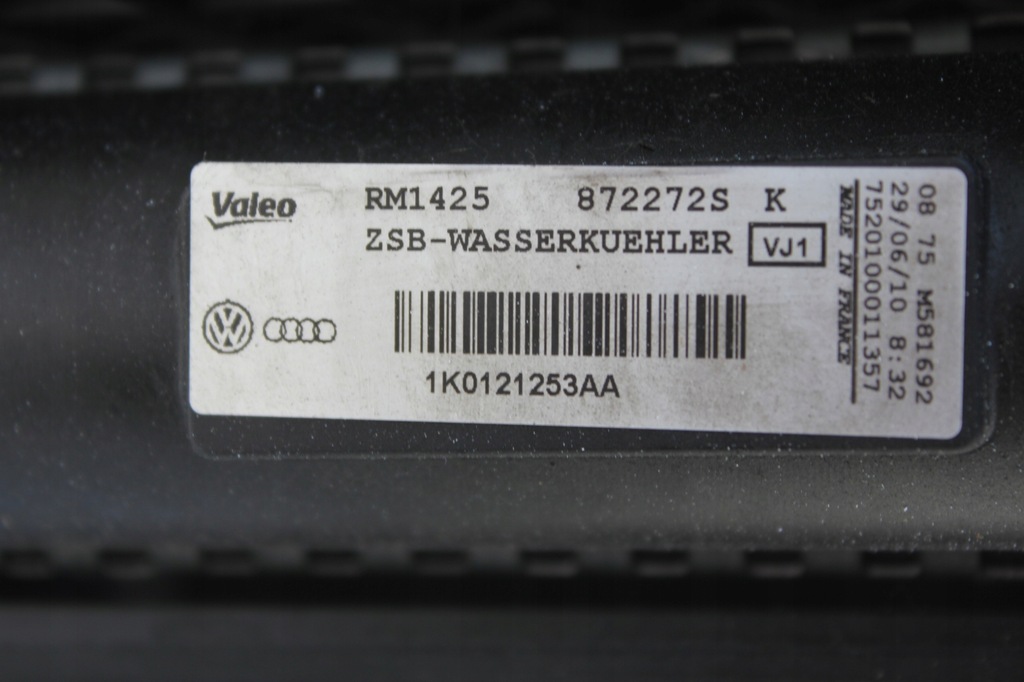 Valeo
RM1425 872272S K
ZSB-WASSERKUEHLER VJ1
1K0121253AA
MADE IN FRANCE
7520100011357
29/06/10 8:32
08 75 M581692